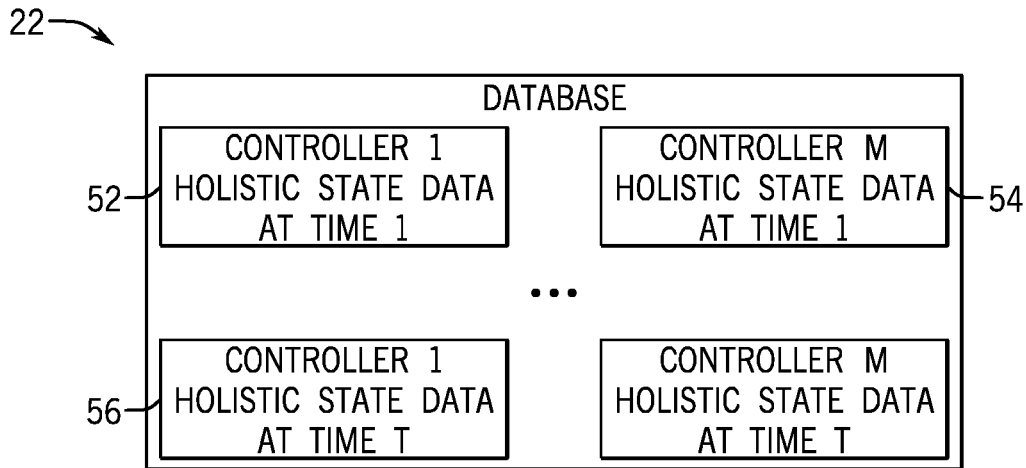 22
DATABASE
CONTROLLER 1
HOLISTIC STATE DATA
AT TIME 1
52
CONTROLLER M
HOLISTIC STATE DATA
AT TIME 1
54
...
CONTROLLER 1
HOLISTIC STATE DATA
AT TIME T
56
CONTROLLER M
HOLISTIC STATE DATA
AT TIME T